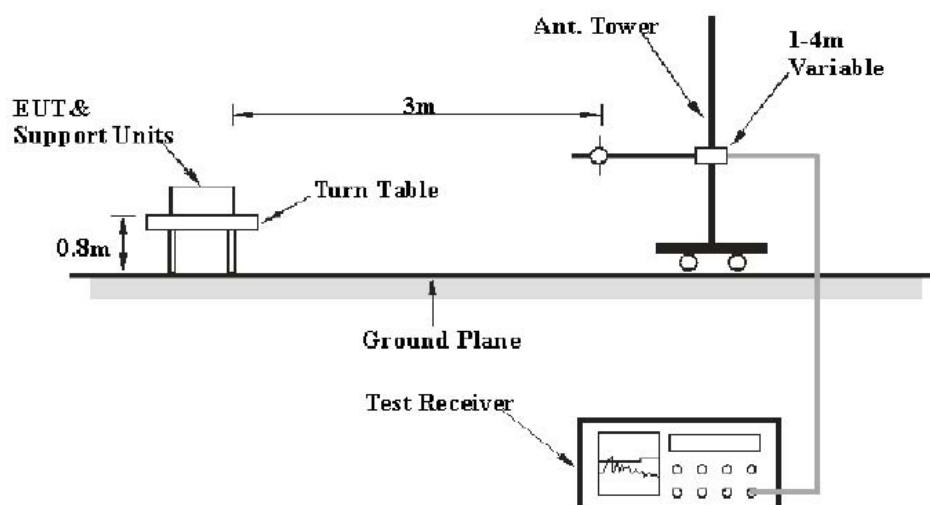 Ant. Tower
1-4m
Variable
EUT&
Support Units
3m
Turn Table
0.8m
Ground Plane
Test Receiver